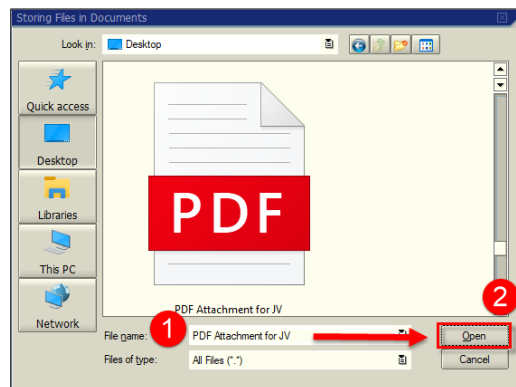 Storing Files in Documents
Look in: Desktop
Quick access
Desktop
Libraries
This PC
Network
PDF
PDF Attachment for JV
2
1
File name: PDF Attachment for JV Open
Files of type: All Files (*.*) Cancel